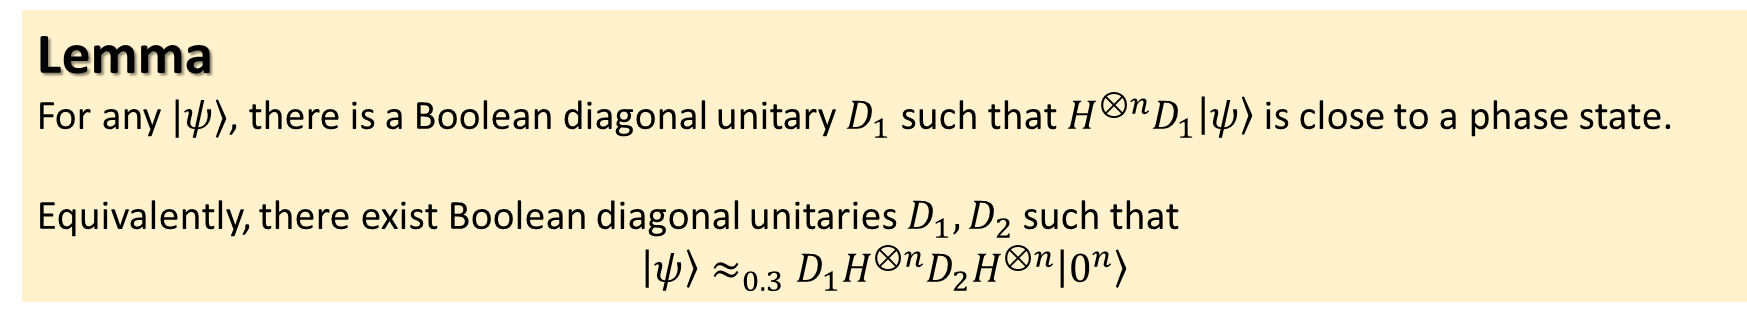 Lemma
For any |ψ⟩, there is a Boolean diagonal unitary D₁ such that H^{⊗n}D₁|ψ⟩ is close to a phase state.
Equivalently, there exist Boolean diagonal unitaries D₁, D₂ such that
|ψ⟩ ≈₀.₃ D₁H^{⊗n}D₂H^{⊗n}|0ⁿ⟩